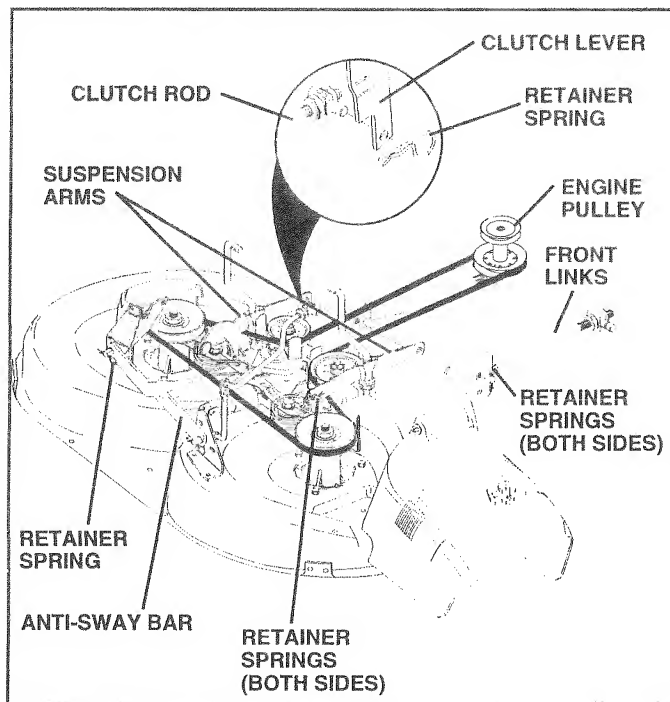 CLUTCH LEVER
CLUTCH ROD
RETAINER
SPRING
SUSPENSION
ARMS
ENGINE
PULLEY
FRONT
LINKS
RETAINER
SPRINGS
(BOTH SIDES)
RETAINER
SPRING
ANTI-SWAY BAR
RETAINER
SPRINGS
(BOTH SIDES)